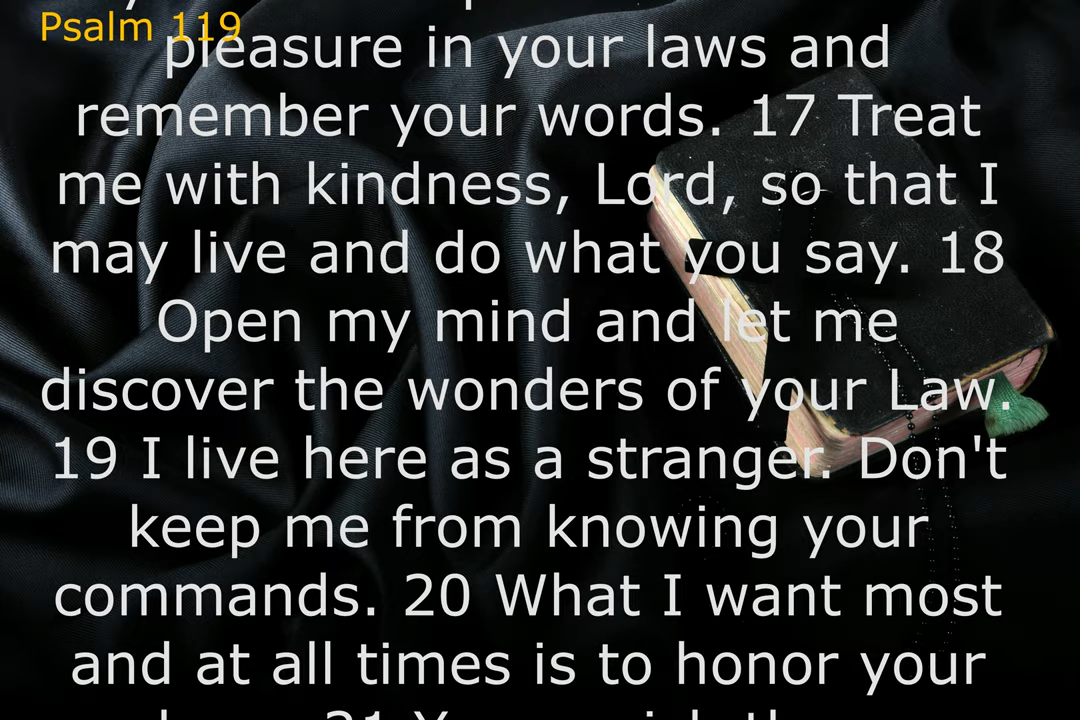 Psalm 119
pleasure in your laws and
remember your words. 17 Treat
me with kindness, Lord, so that I
may live and do what you say. 18
Open my mind and let me
discover the wonders of your Law.
19 I live here as a stranger. Don't
keep me from knowing your
commands. 20 What I want most
and at all times is to honor your